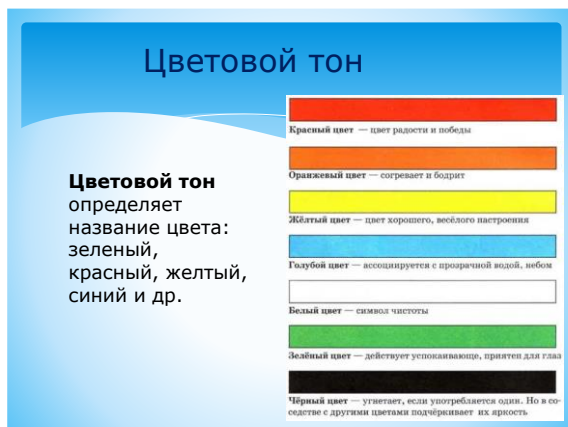 Цветовой тон
Цветовой тон
определяет
название цвета:
зеленый,
красный, желтый,
синий и др.
Красный цвет — цвет радости и победы
Оранжевый цвет — согревает и бодрит
Жёлтый цвет — цвет хорошего, весёлого настроения
Голубой цвет — ассоциируется с прозрачной водой, небом
Белый цвет — символ чистоты
Зелёный цвет — действует успокаивающе, приятен для глаз
Чёрный цвет — угнетает, если употребляется один. Но в со-
седстве с другими цветами подчёркивает их яркость